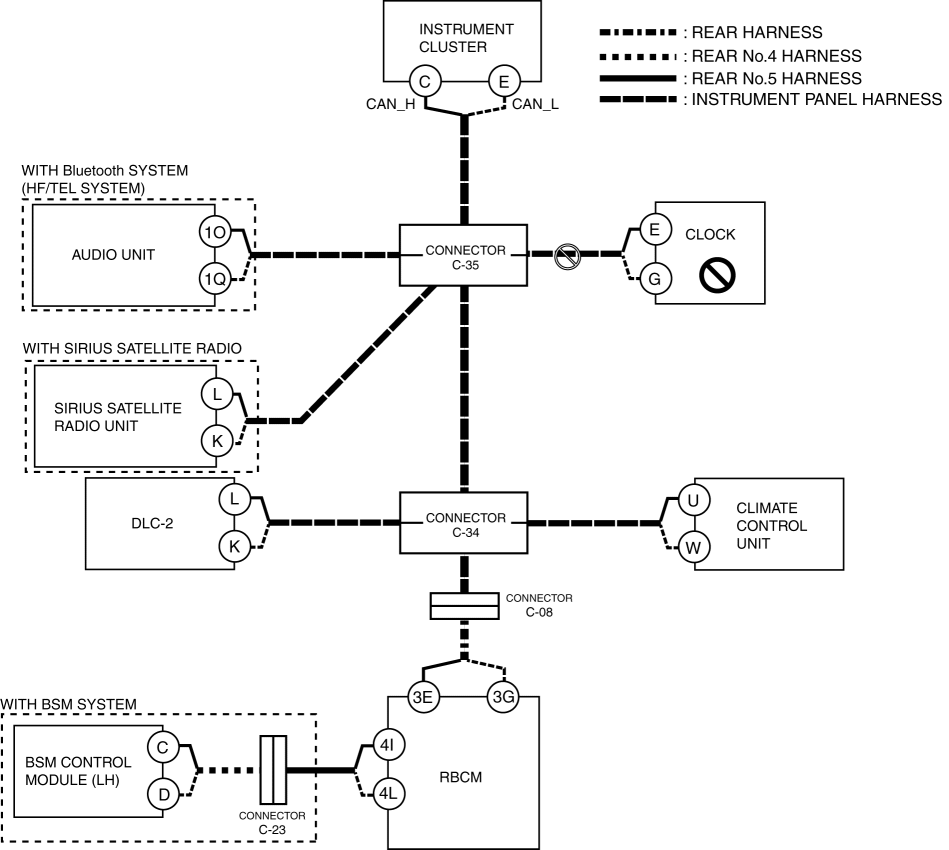 INSTRUMENT
CLUSTER
C
E
CAN_H
CAN_L
: REAR HARNESS
: REAR No.4 HARNESS
: REAR No.5 HARNESS
: INSTRUMENT PANEL HARNESS
WITH Bluetooth SYSTEM
(HF/TEL SYSTEM)
AUDIO UNIT
1O
1Q
CONNECTOR
C-35
E
G
CLOCK
WITH SIRIUS SATELLITE RADIO
SIRIUS SATELLITE
RADIO UNIT
L
K
DLC-2
L
K
CONNECTOR
C-34
U
W
CLIMATE
CONTROL
UNIT
CONNECTOR
C-08
3E
3G
WITH BSM SYSTEM
BSM CONTROL
MODULE (LH)
C
D
CONNECTOR
C-23
4I
4L
RBCM